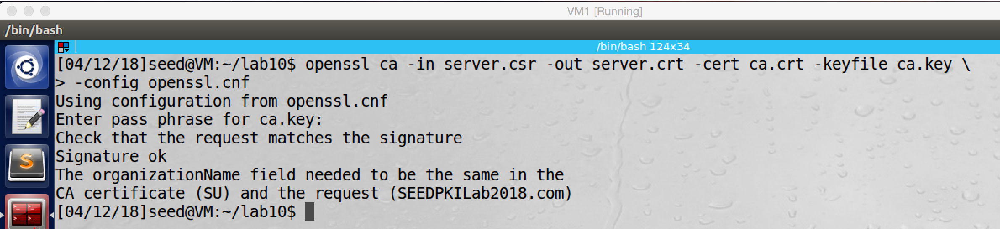 VM1 [Running]
/bin/bash
/bin/bash 124x34
[04/12/18]seed@VM:~/lab10$ openssl ca -in server.csr -out server.crt -cert ca.crt -keyfile ca.key \
> -config openssl.cnf
Using configuration from openssl.cnf
Enter pass phrase for ca.key:
Check that the request matches the signature
Signature ok
The organizationName field needed to be the same in the
CA certificate (SU) and the request (SEEDPKILab2018.com)
[04/12/18]seed@VM:~/lab10$